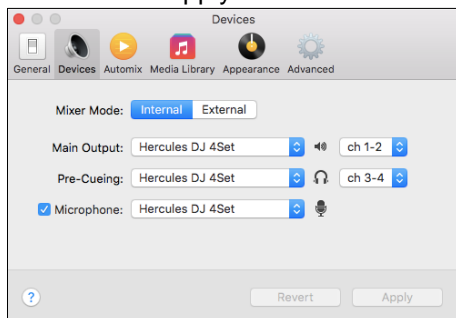 Devices
General Devices Automix Media Library Appearance Advanced
Mixer Mode: Internal External
Main Output: Hercules DJ 4Set ch 1-2
Pre-Cueing: Hercules DJ 4Set ch 3-4
Microphone: Hercules DJ 4Set
? Revert Apply